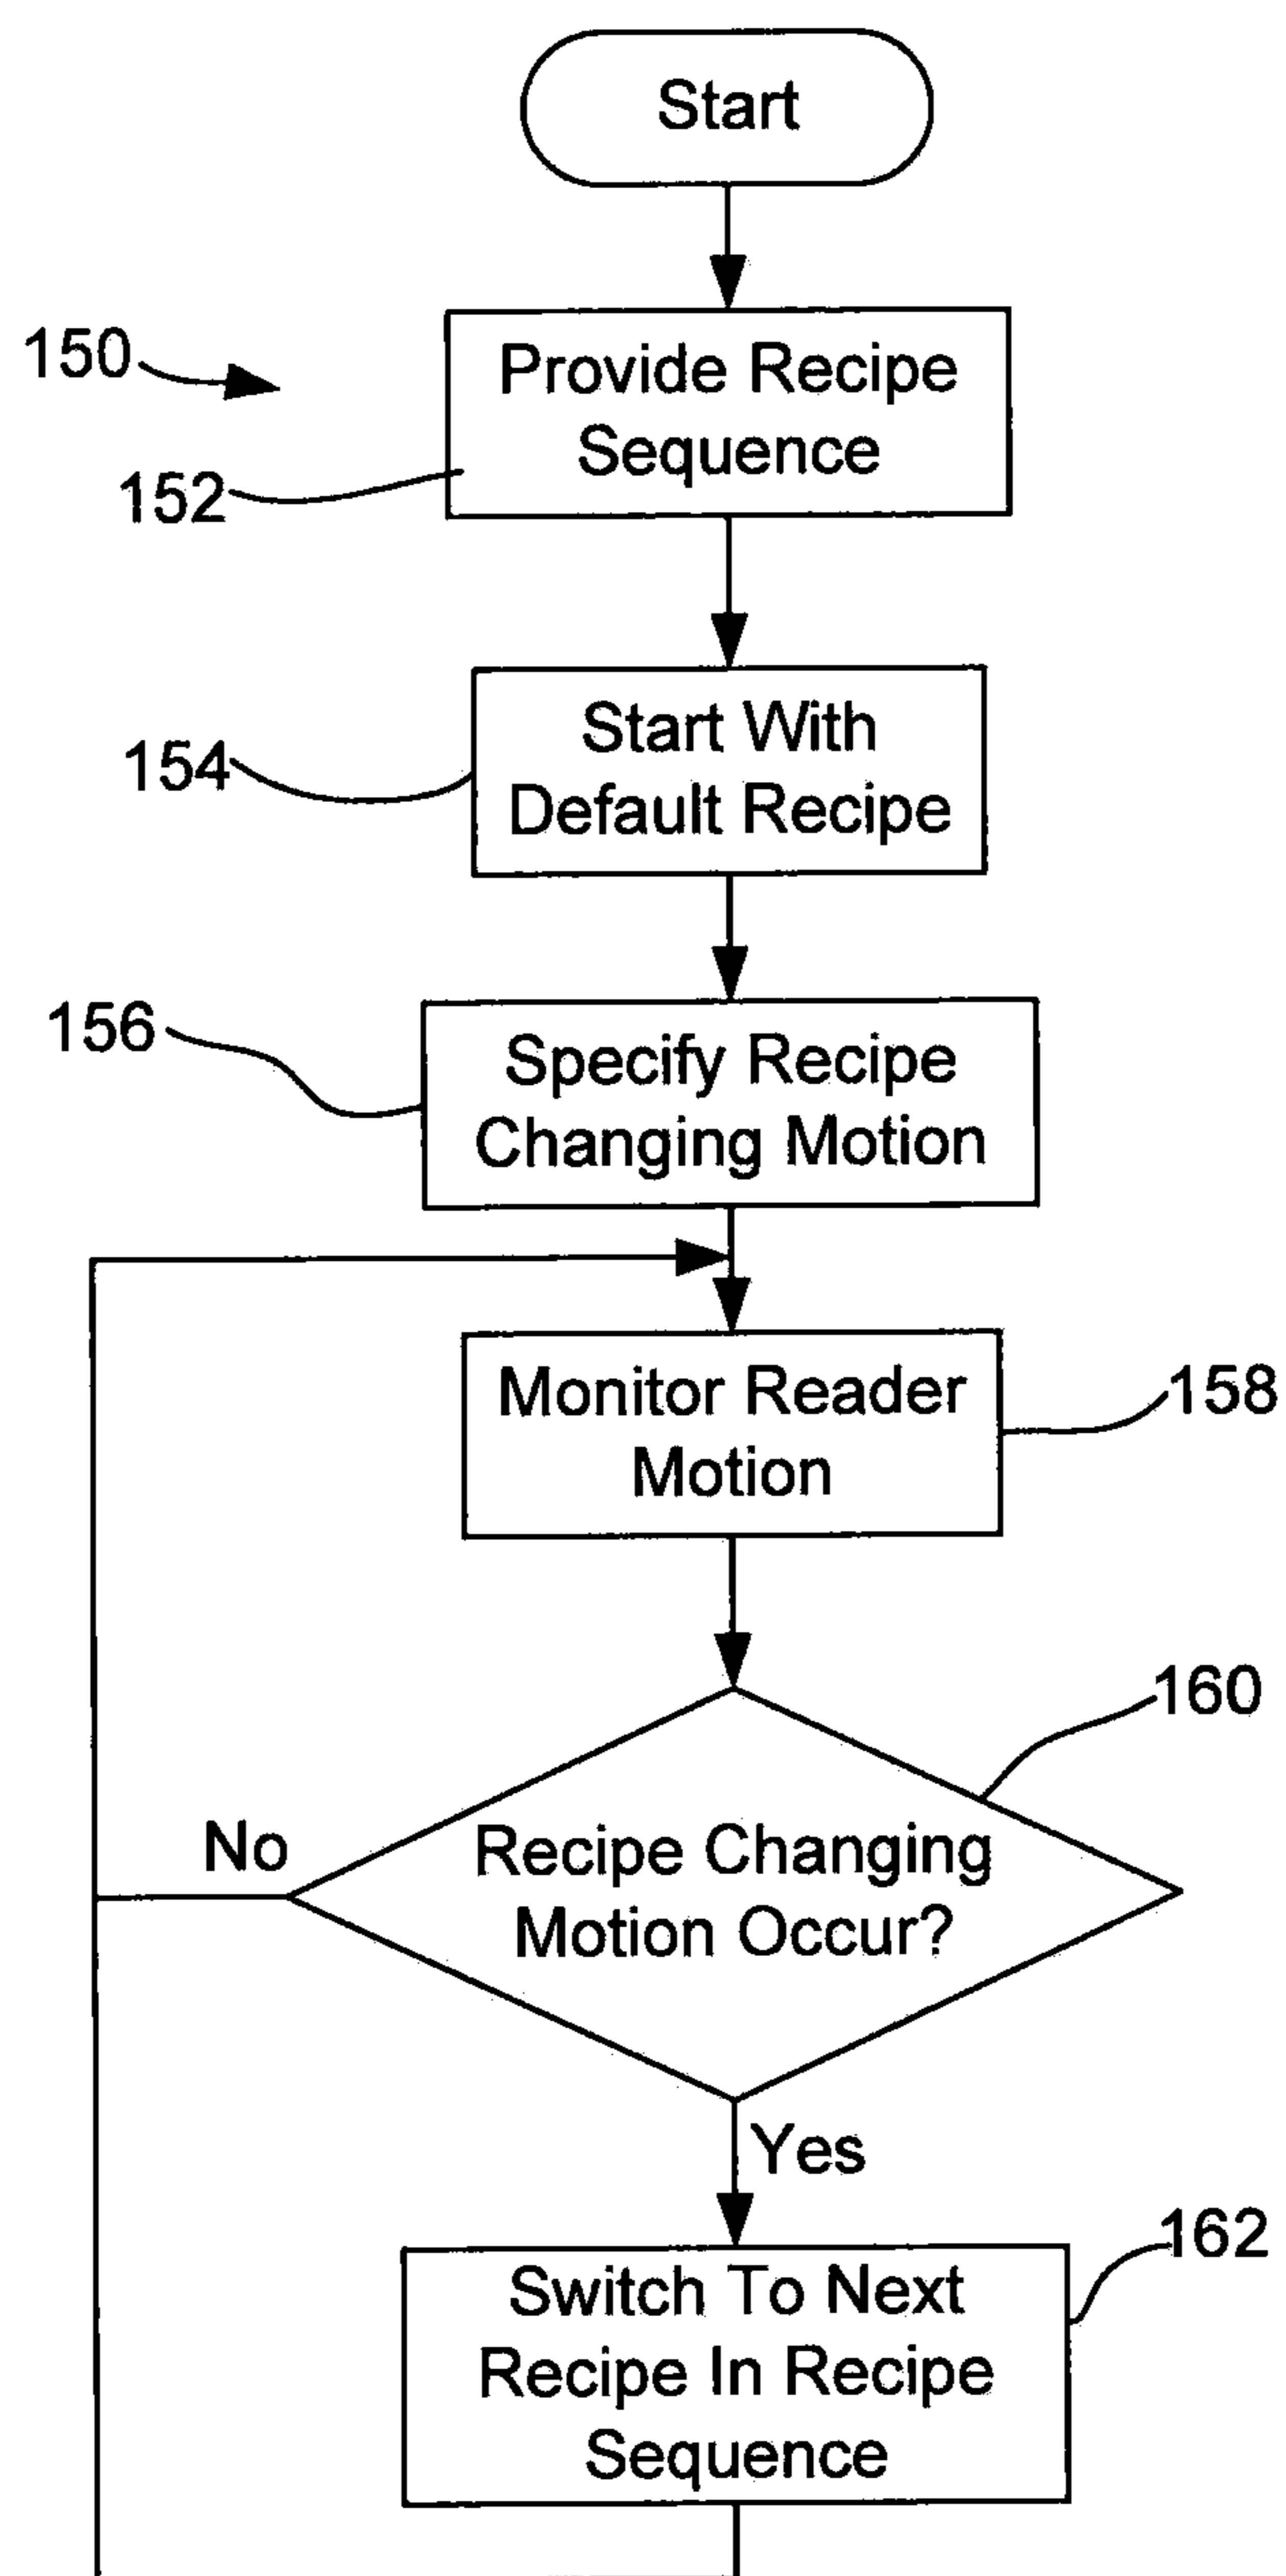 Start
150
Provide Recipe
Sequence
152
Start With
Default Recipe
154
156
Specify Recipe
Changing Motion
Monitor Reader
Motion
158
160
No
Recipe Changing
Motion Occur?
Yes
162
Switch To Next
Recipe In Recipe
Sequence